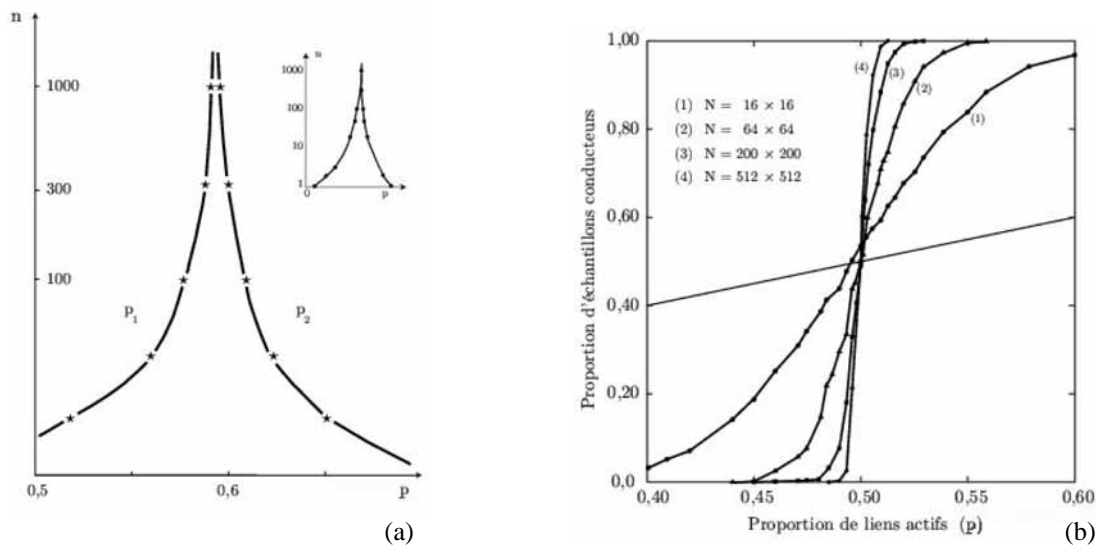 n
1000
300
100
p₁
p₂
0,5
0,6
p
n
1000
100
10
1
0
p
(a)
Proportion d'échantillons conducteurs
1,00
0,80
0,60
0,40
0,20
0,0
(4)
(3)
(2)
(1)
(1) N = 16 × 16
(2) N = 64 × 64
(3) N = 200 × 200
(4) N = 512 × 512
0,40
0,45
0,50
0,55
0,60
Proportion de liens actifs (p)
(b)